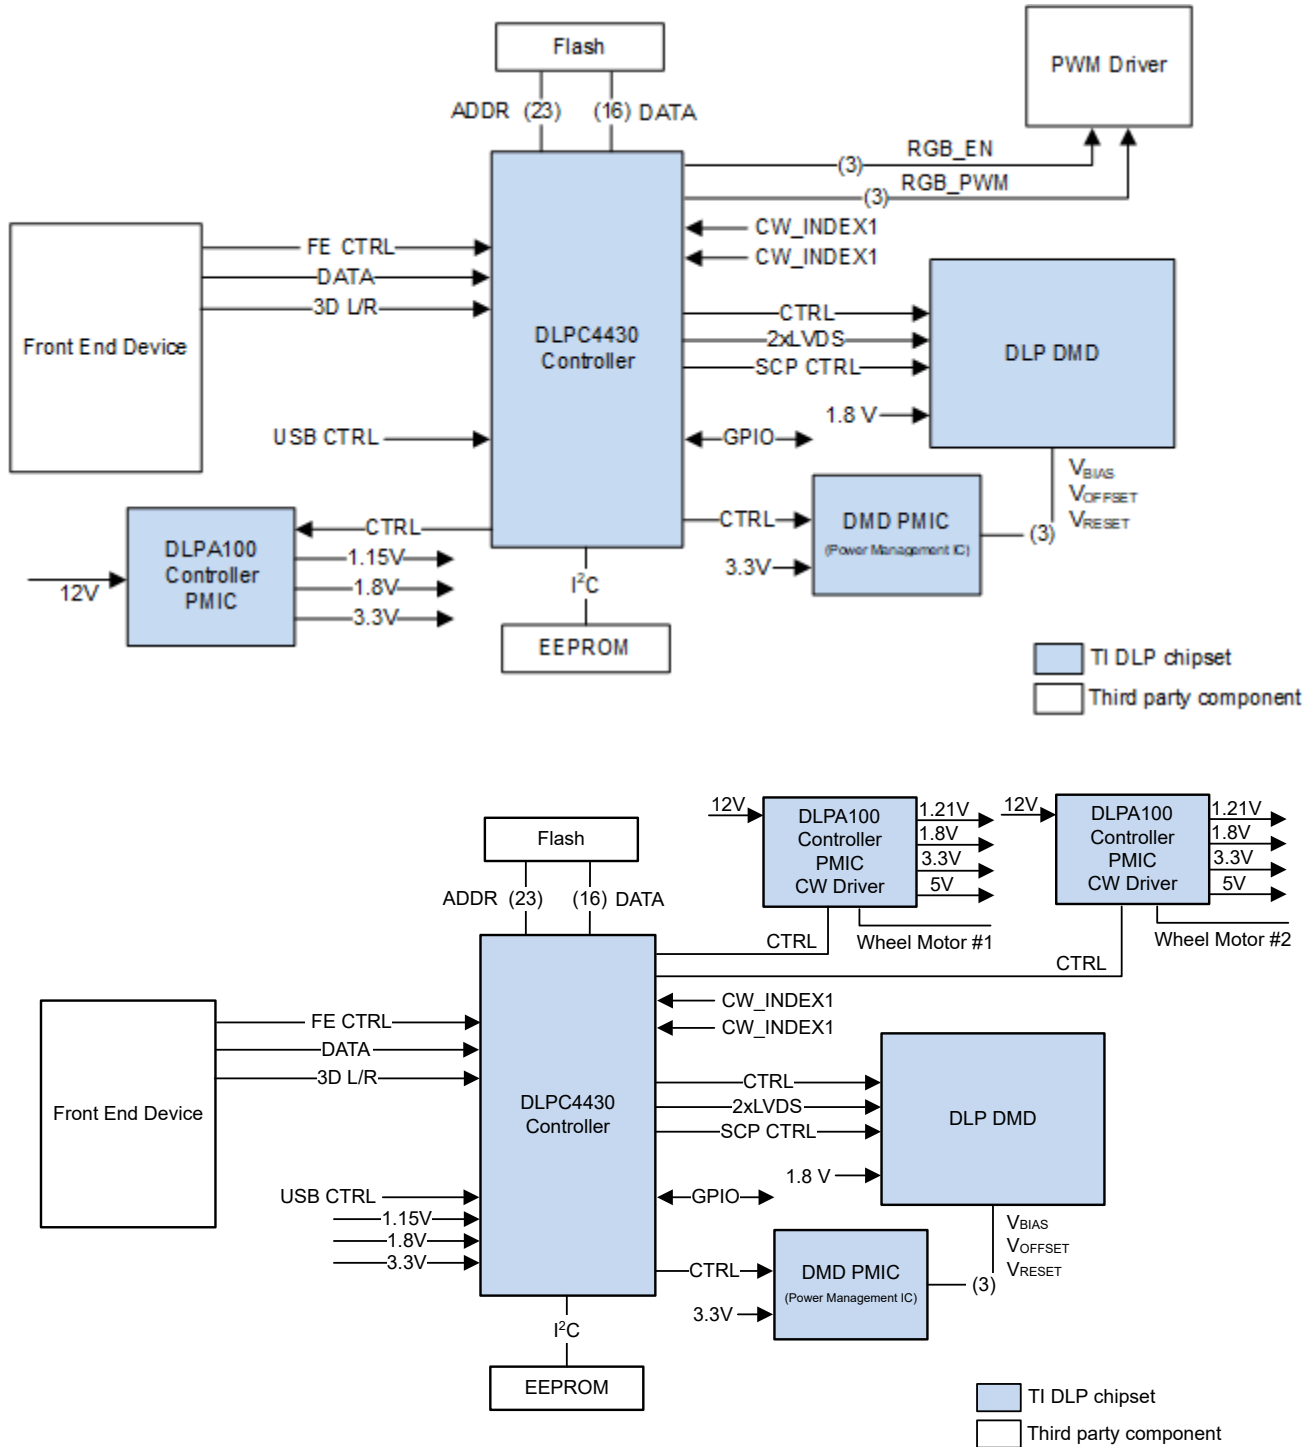 Flash
PWM Driver
ADDR (23) (16) DATA
RGB_EN
(3)
RGB_PWM
(3)
CW_INDEX1
CW_INDEX1
FE CTRL
DATA
3D L/R
Front End Device
DLPC4430
Controller
CTRL
2xLVDS
SCP CTRL
DLP DMD
1.8 V
USB CTRL
GPIO
VBIAS
VOFFSET
VRESET
(3)
CTRL
DMD PMIC
(Power Management IC)
3.3V
CTRL
DLPA100
Controller
PMIC
12V
1.15V
1.8V
3.3V
I²C
EEPROM
TI DLP chipset
Third party component
12V
DLPA100
Controller
PMIC
CW Driver
1.21V
1.8V
3.3V
5V
12V
DLPA100
Controller
PMIC
CW Driver
1.21V
1.8V
3.3V
5V
Flash
ADDR (23) (16) DATA
CTRL
Wheel Motor #1
CTRL
Wheel Motor #2
CW_INDEX1
CW_INDEX1
FE CTRL
DATA
3D L/R
Front End Device
DLPC4430
Controller
CTRL
2xLVDS
SCP CTRL
DLP DMD
1.8 V
USB CTRL
1.15V
1.8V
3.3V
GPIO
VBIAS
VOFFSET
VRESET
(3)
CTRL
DMD PMIC
(Power Management IC)
3.3V
I²C
EEPROM
TI DLP chipset
Third party component